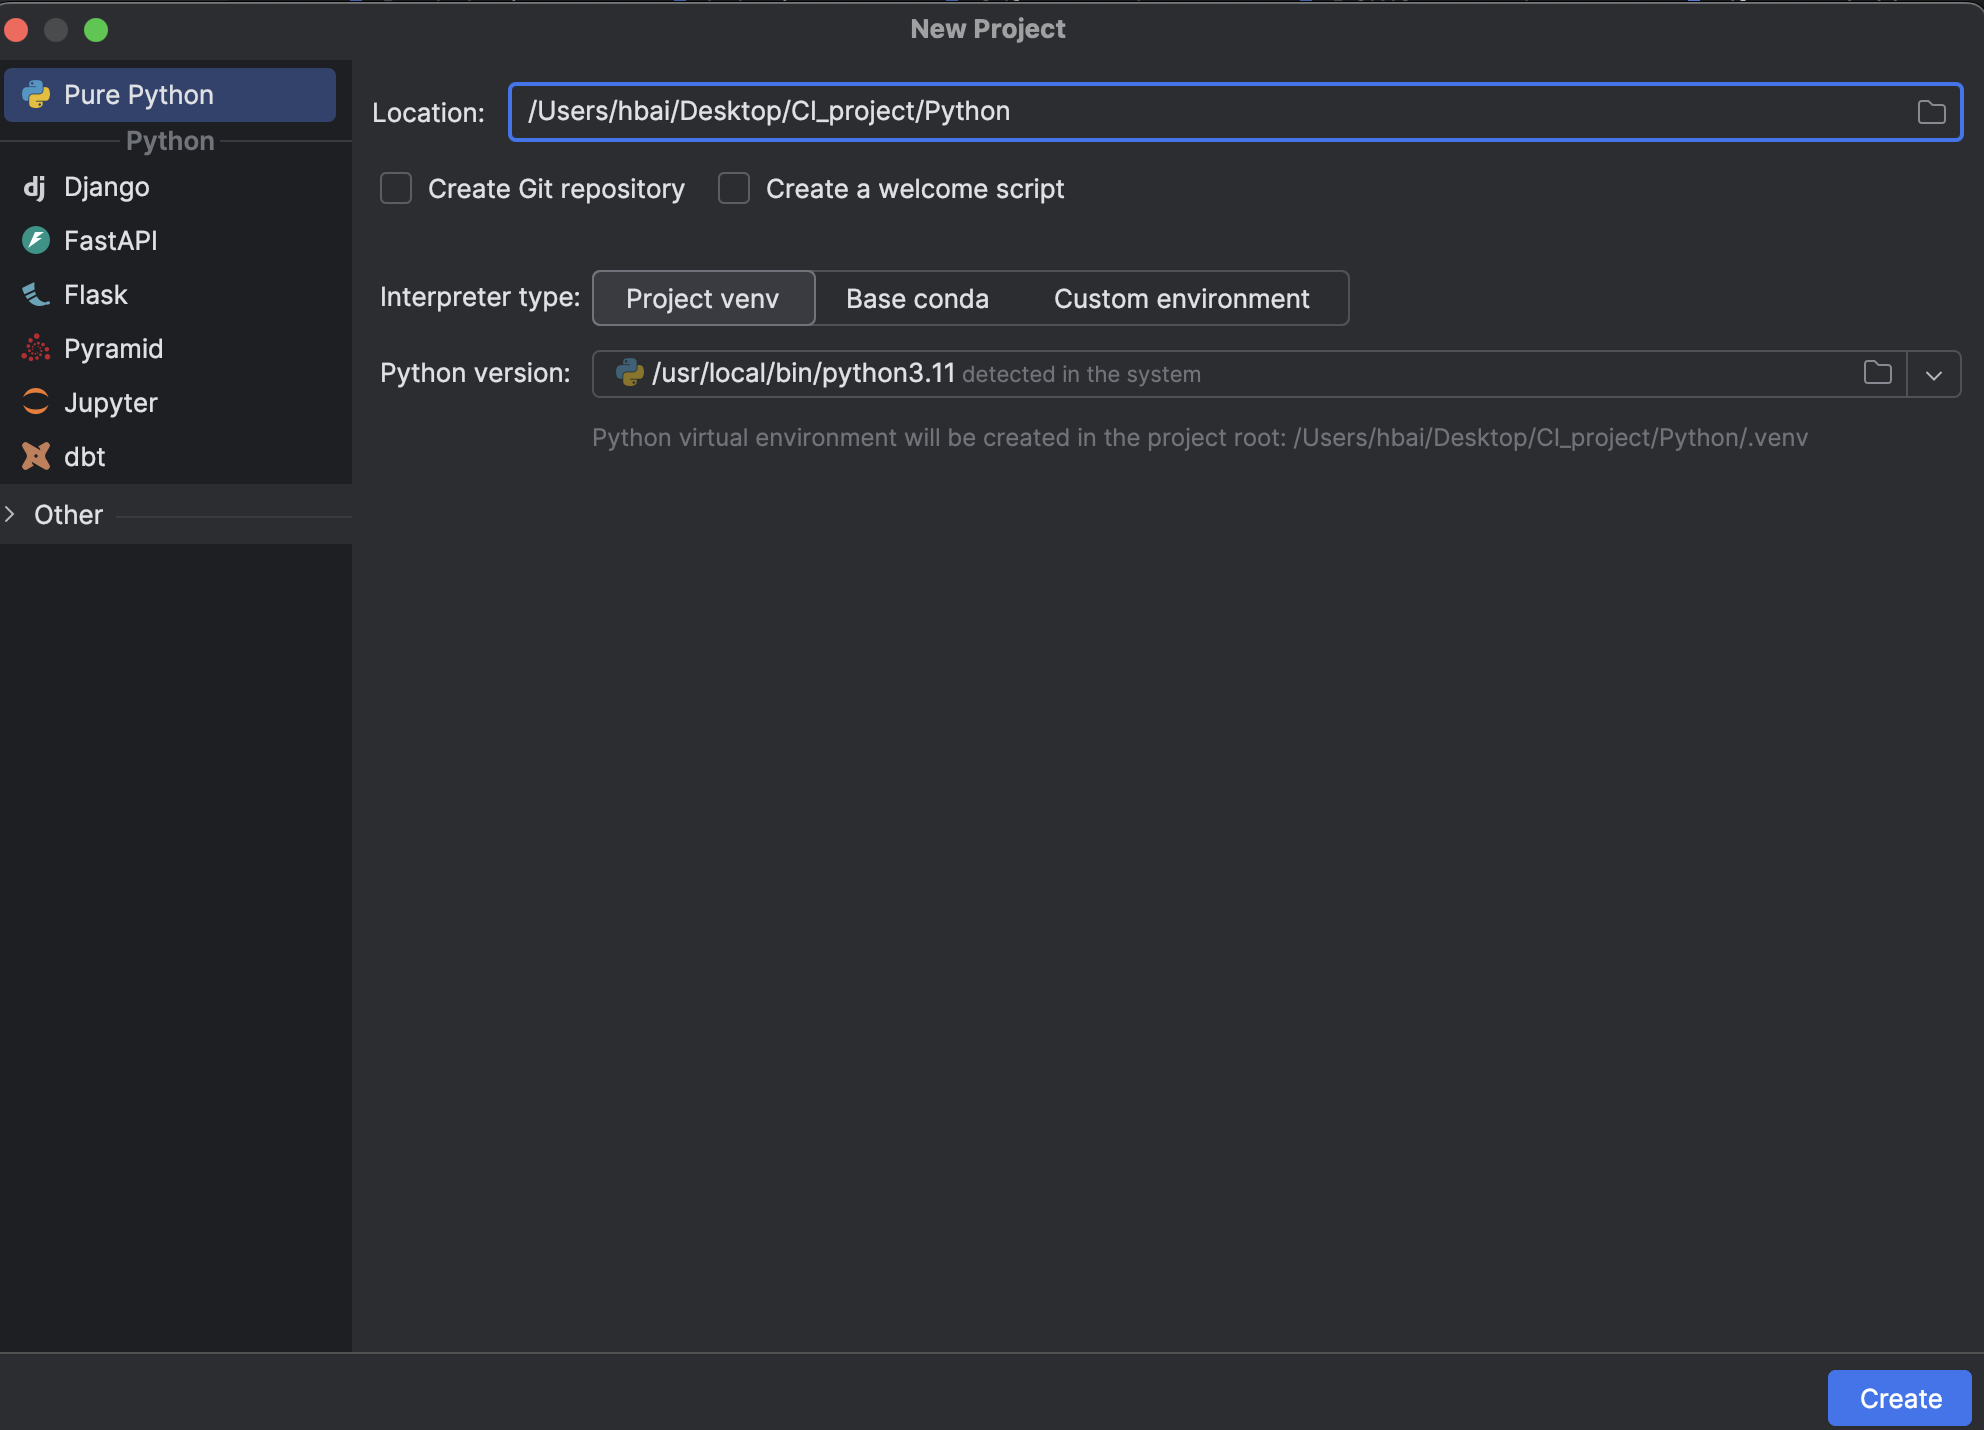 New Project
Pure Python
Python
Django
FastAPI
Flask
Pyramid
Jupyter
dbt
Other
Location: /Users/hbai/Desktop/CI_project/Python
Create Git repository Create a welcome script
Interpreter type: Project venv Base conda Custom environment
Python version: /usr/local/bin/python3.11 detected in the system
Python virtual environment will be created in the project root: /Users/hbai/Desktop/CI_project/Python/.venv
Create